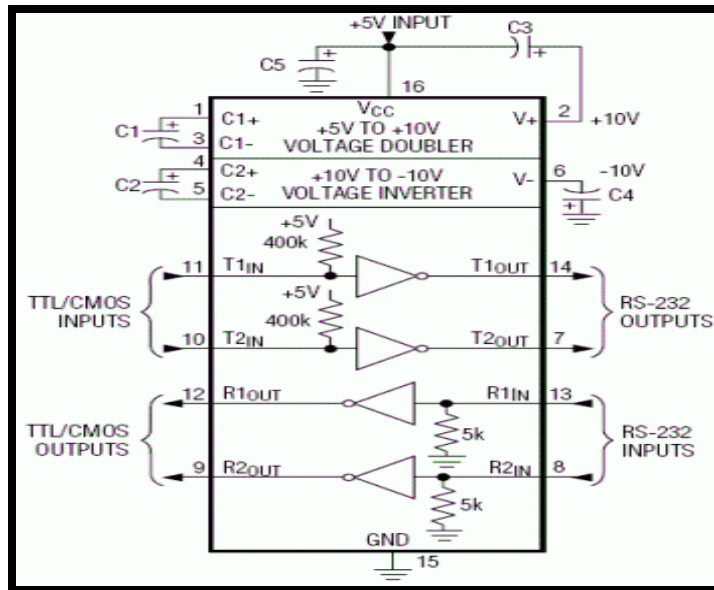 +5V INPUT
C3
+
C5
+
16
1
C1+
VCC
V+
2
+10V
C1
+
+5V TO +10V
3
C1-
VOLTAGE DOUBLER
4
C2+
+10V TO -10V
V-
6
-10V
C2
+
5
C2-
VOLTAGE INVERTER
+
C4
+5V
400k
11
T1IN
T1OUT
14
TTL/CMOS
INPUTS
+5V
400k
RS-232
OUTPUTS
10
T2IN
T2OUT
7
12
R1OUT
R1IN
13
TTL/CMOS
OUTPUTS
5k
RS-232
INPUTS
9
R2OUT
R2IN
8
5k
GND
15